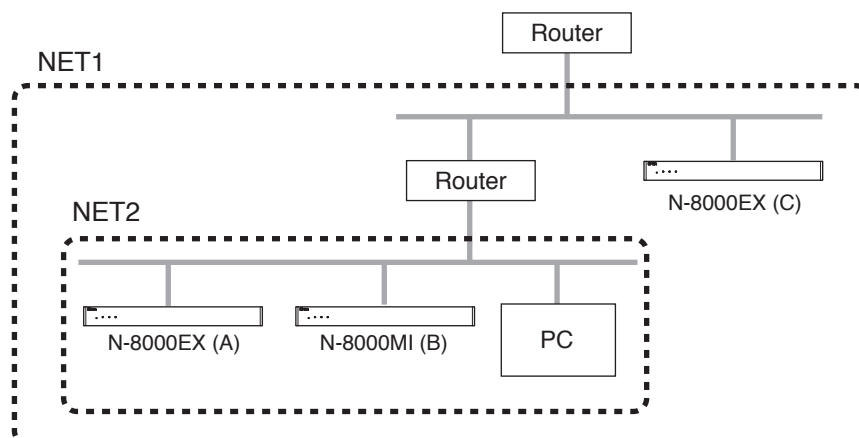 Router
NET1
Router
N-8000EX (C)
NET2
N-8000EX (A)
N-8000MI (B)
PC